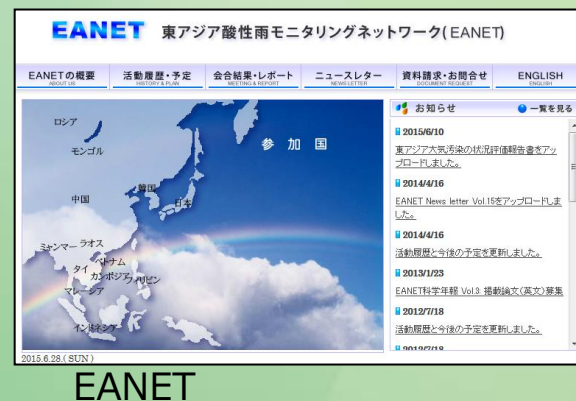 EANET 東アジア酸性雨モニタリングネットワーク(EANET)
EANETの概要 活動履歴・予定 会合結果・レポート ニュースレター 資料請求・お問合せ ENGLISH
ABOUT US HISTORY & PLAN MEETING & REPORT NEWS LETTER DOCUMENT REQUEST ENGLISH
ロシア
モンゴル
参加国
中国
韓国
日本
ミャンマー
ラオス
タイ
ベトナム
カンボジア
フィリピン
マレーシア
インドネシア
お知らせ 一覧を見る
2015/6/10
東アジア大気汚染の状況評価報告書をアッ
プロードしました。
2014/4/16
EANET News letter Vol.15をアップロードしま
した。
2014/4/16
活動履歴と今後の予定を更新しました。
2013/1/23
EANET科学年報 Vol.3 掲載論文(英文)募集
2012/7/18
活動履歴と今後の予定を更新しました。
2012/7/18
2015.6.28.( SUN )
EANET